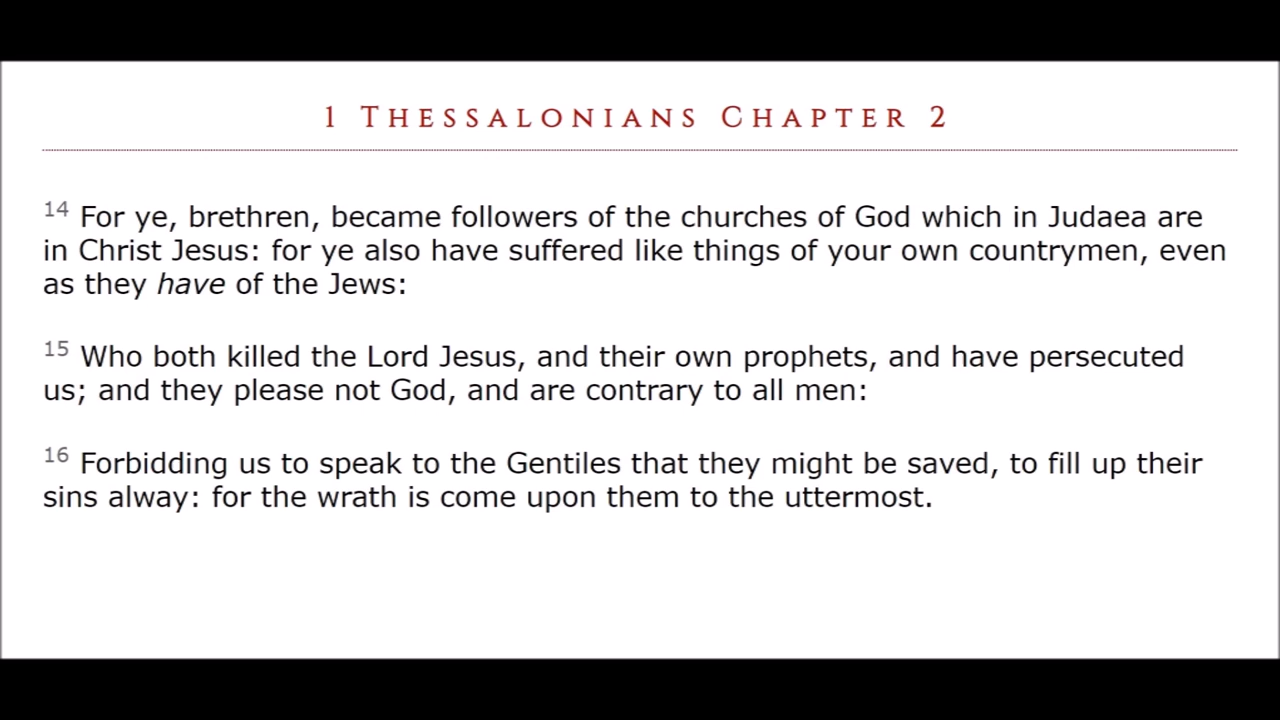 1 Thessalonians Chapter 2
14 For ye, brethren, became followers of the churches of God which in Judaea are
in Christ Jesus: for ye also have suffered like things of your own countrymen, even
as they have of the Jews:
15 Who both killed the Lord Jesus, and their own prophets, and have persecuted
us; and they please not God, and are contrary to all men:
16 Forbidding us to speak to the Gentiles that they might be saved, to fill up their
sins alway: for the wrath is come upon them to the uttermost.